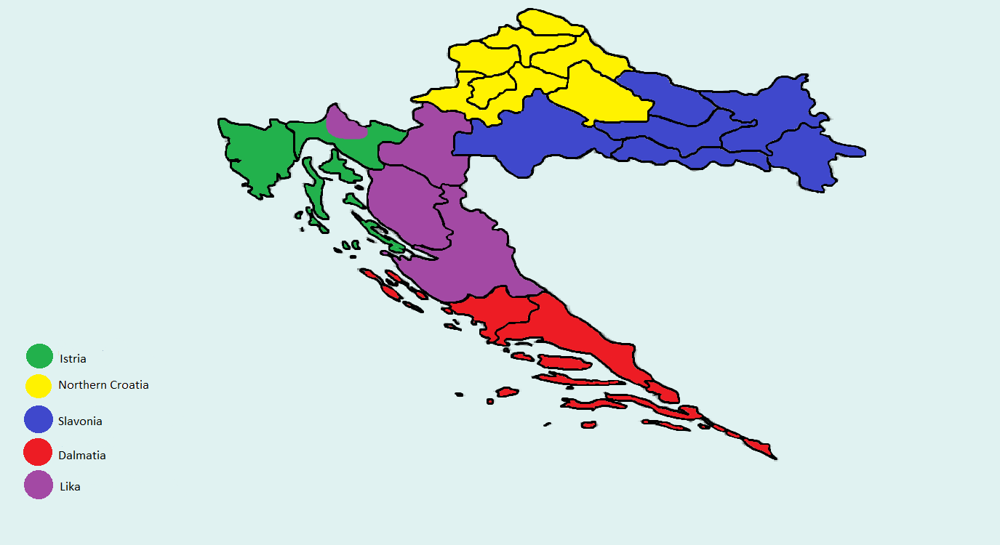 Istria
Northern Croatia
Slavonia
Dalmatia
Lika